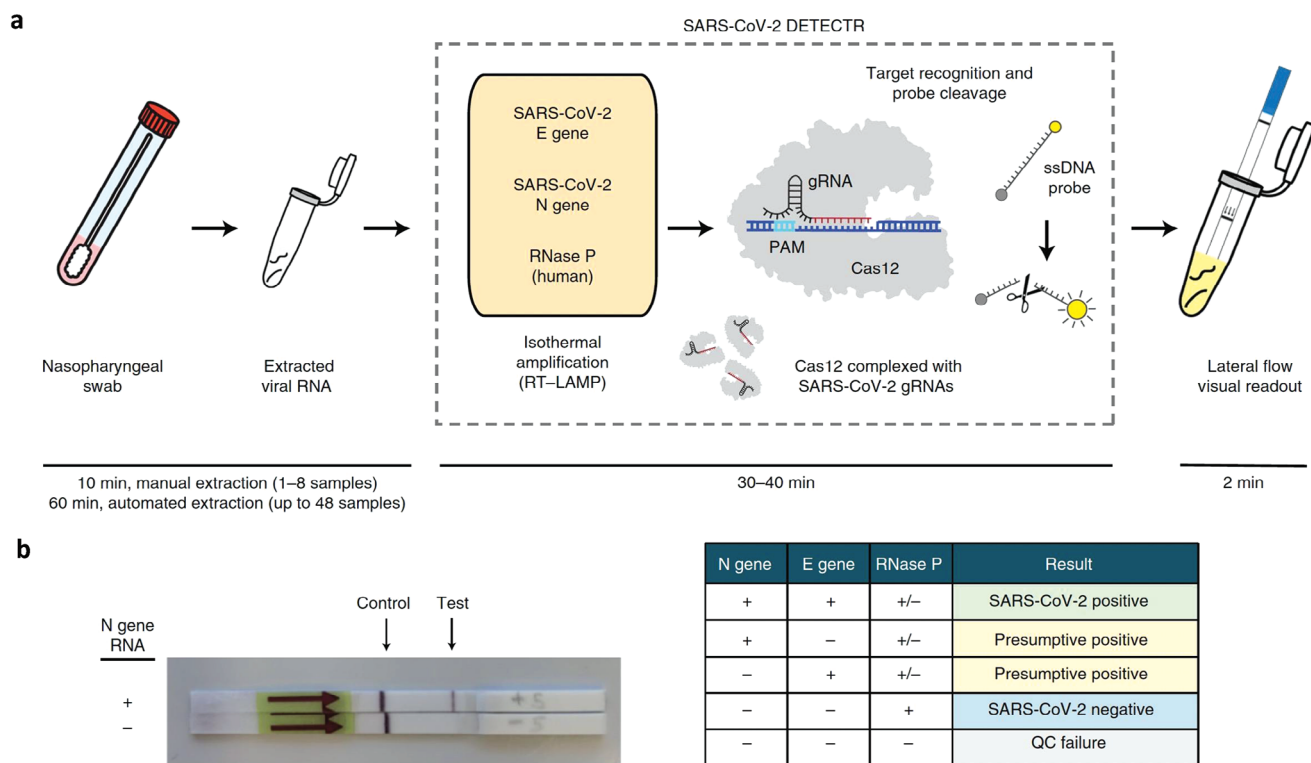 a
SARS-CoV-2 DETECTR
SARS-CoV-2
E gene
SARS-CoV-2
N gene
RNase P
(human)
Target recognition and
probe cleavage
gRNA
ssDNA
probe
PAM
Cas12
Nasopharyngeal
swab
Extracted
viral RNA
Isothermal
amplification
(RT–LAMP)
Cas12 complexed with
SARS-CoV-2 gRNAs
Lateral flow
visual readout
10 min, manual extraction (1–8 samples)
60 min, automated extraction (up to 48 samples)
30–40 min
2 min
b
Control Test
N gene
RNA
+
–
+ 5
– 5
N gene E gene RNase P Result
+ + +/– SARS-CoV-2 positive
+ – +/– Presumptive positive
– + +/– Presumptive positive
– – + SARS-CoV-2 negative
– – – QC failure